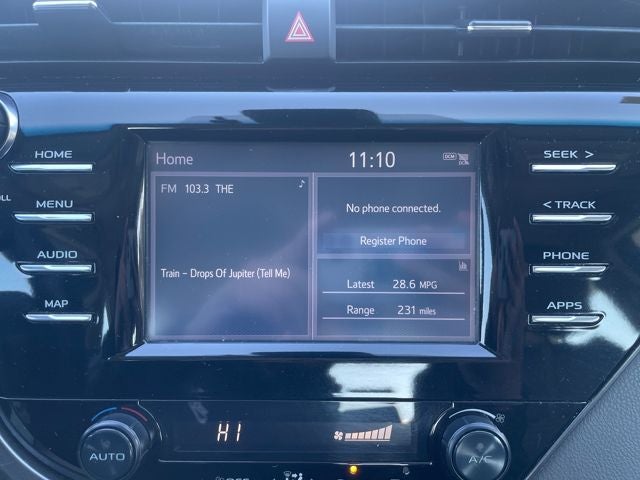 HOME
MENU
AUDIO
MAP
Home 11:10 DCM
FM 103.3 THE
Train – Drops Of Jupiter (Tell Me)
No phone connected.
Register Phone
Latest 28.6 MPG
Range 231 miles
SEEK >
< TRACK
PHONE
APPS
AUTO
HI
A/C